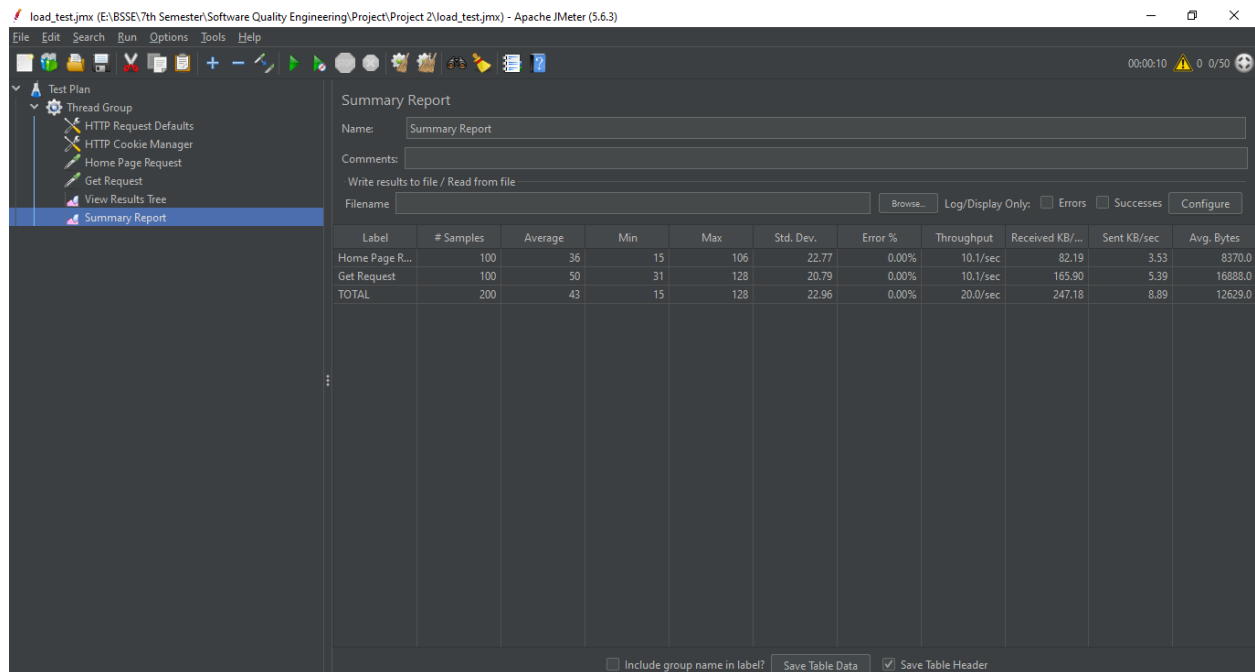 load_test.jmx (E:\BSSE\7th Semester\Software Quality Engineering\Project\Project 2\load_test.jmx) - Apache JMeter (5.6.3)
File Edit Search Run Options Tools Help
00:00:10 0 0/50
Test Plan
Thread Group
HTTP Request Defaults
HTTP Cookie Manager
Home Page Request
Get Request
View Results Tree
Summary Report
Summary Report
Name: Summary Report
Comments:
Write results to file / Read from file
Filename Browse... Log/Display Only: Errors Successes Configure
Label # Samples Average Min Max Std. Dev. Error % Throughput Received KB/... Sent KB/sec Avg. Bytes
Home Page R... 100 36 15 106 22.77 0.00% 10.1/sec 82.19 3.53 8370.0
Get Request 100 50 31 128 20.79 0.00% 10.1/sec 165.90 5.39 16888.0
TOTAL 200 43 15 128 22.96 0.00% 20.0/sec 247.18 8.89 12629.0
Include group name in label? Save Table Data Save Table Header